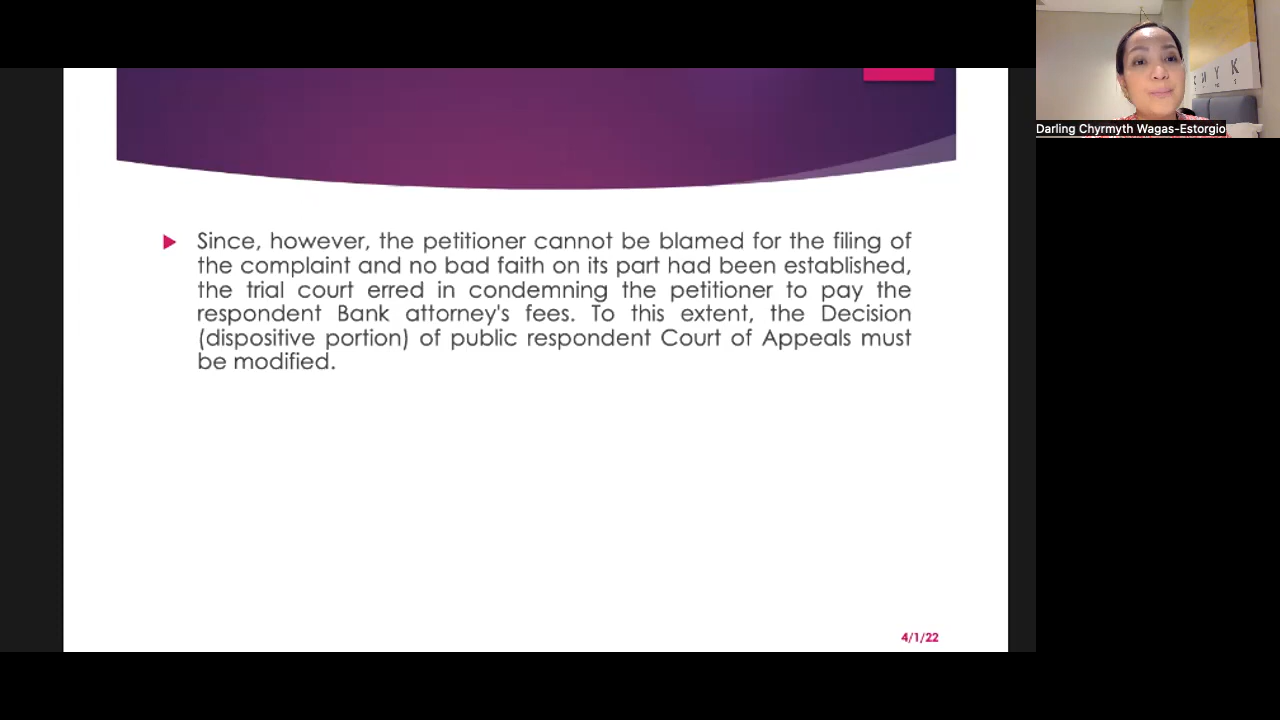 Since, however, the petitioner cannot be blamed for the filing of
the complaint and no bad faith on its part had been established,
the trial court erred in condemning the petitioner to pay the
respondent Bank attorney's fees. To this extent, the Decision
(dispositive portion) of public respondent Court of Appeals must
be modified.
4/1/22
Darling Chyrmyth Wagas-Estorgio